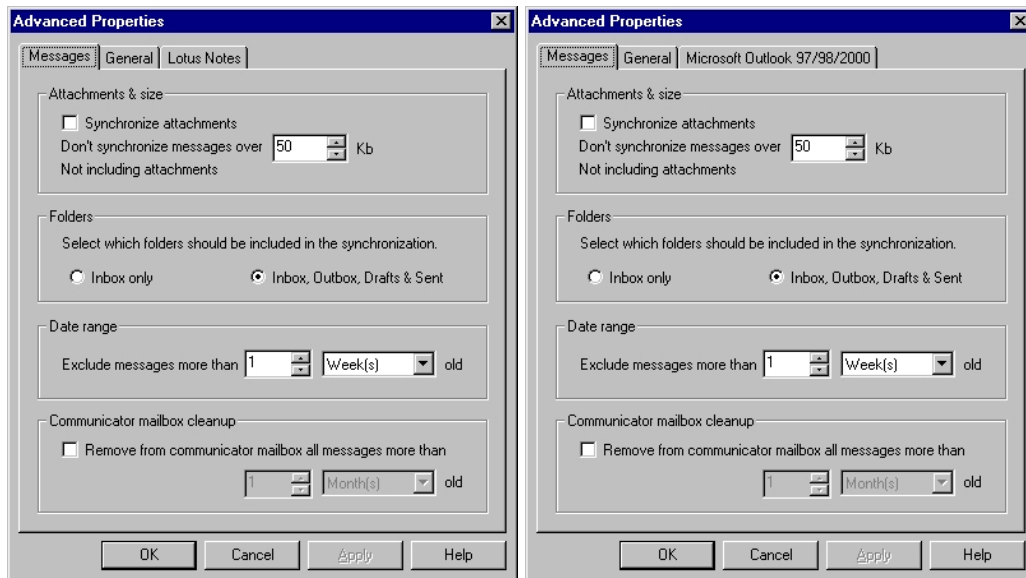 Advanced Properties
Messages General Lotus Notes
Attachments & size
Synchronize attachments
Don't synchronize messages over 50 Kb
Not including attachments
Folders
Select which folders should be included in the synchronization.
Inbox only Inbox, Outbox, Drafts & Sent
Date range
Exclude messages more than 1 Week(s) old
Communicator mailbox cleanup
Remove from communicator mailbox all messages more than
1 Month(s) old
OK Cancel Apply Help
Advanced Properties
Messages General Microsoft Outlook 97/98/2000
Attachments & size
Synchronize attachments
Don't synchronize messages over 50 Kb
Not including attachments
Folders
Select which folders should be included in the synchronization.
Inbox only Inbox, Outbox, Drafts & Sent
Date range
Exclude messages more than 1 Week(s) old
Communicator mailbox cleanup
Remove from communicator mailbox all messages more than
1 Month(s) old
OK Cancel Apply Help